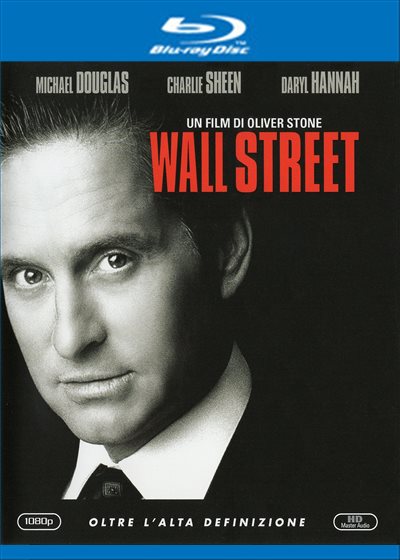 Blu-ray Disc
MICHAEL DOUGLAS CHARLIE SHEEN DARYL HANNAH
UN FILM DI OLIVER STONE
WALL STREET
1080p OLTRE L'ALTA DEFINIZIONE HD
Master Audio